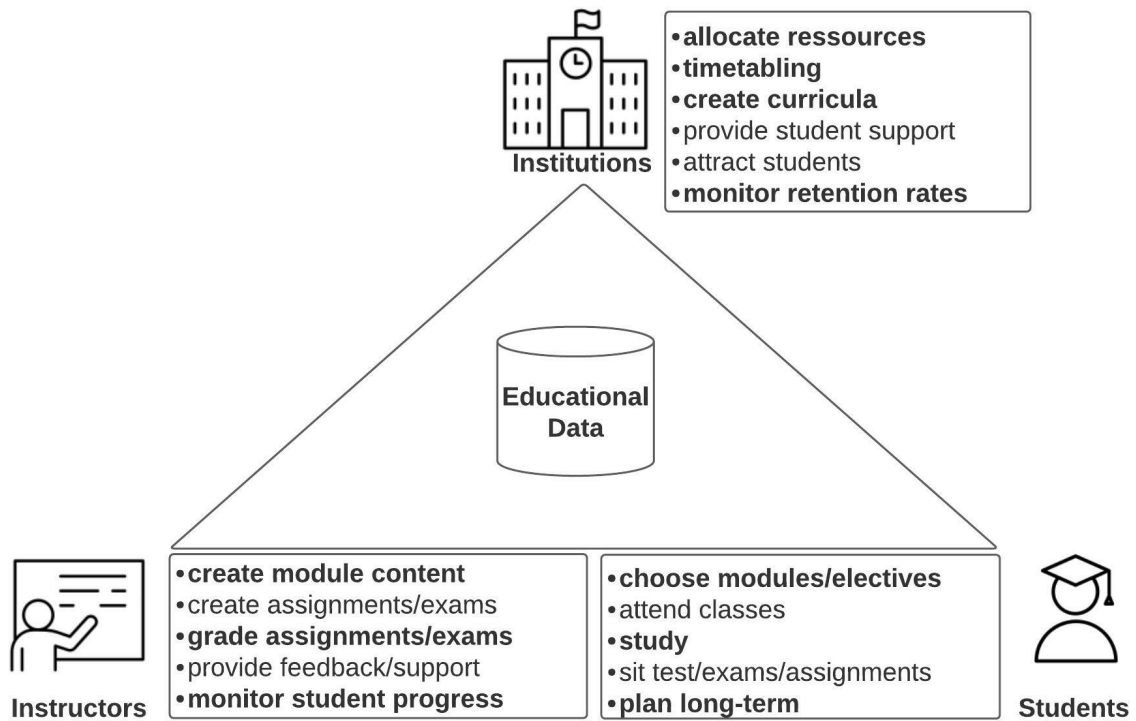 Institutions
•allocate ressources
•timetabling
•create curricula
•provide student support
•attract students
•monitor retention rates
Educational
Data
Instructors
•create module content
•create assignments/exams
•grade assignments/exams
•provide feedback/support
•monitor student progress
•choose modules/electives
•attend classes
•study
•sit test/exams/assignments
•plan long-term
Students